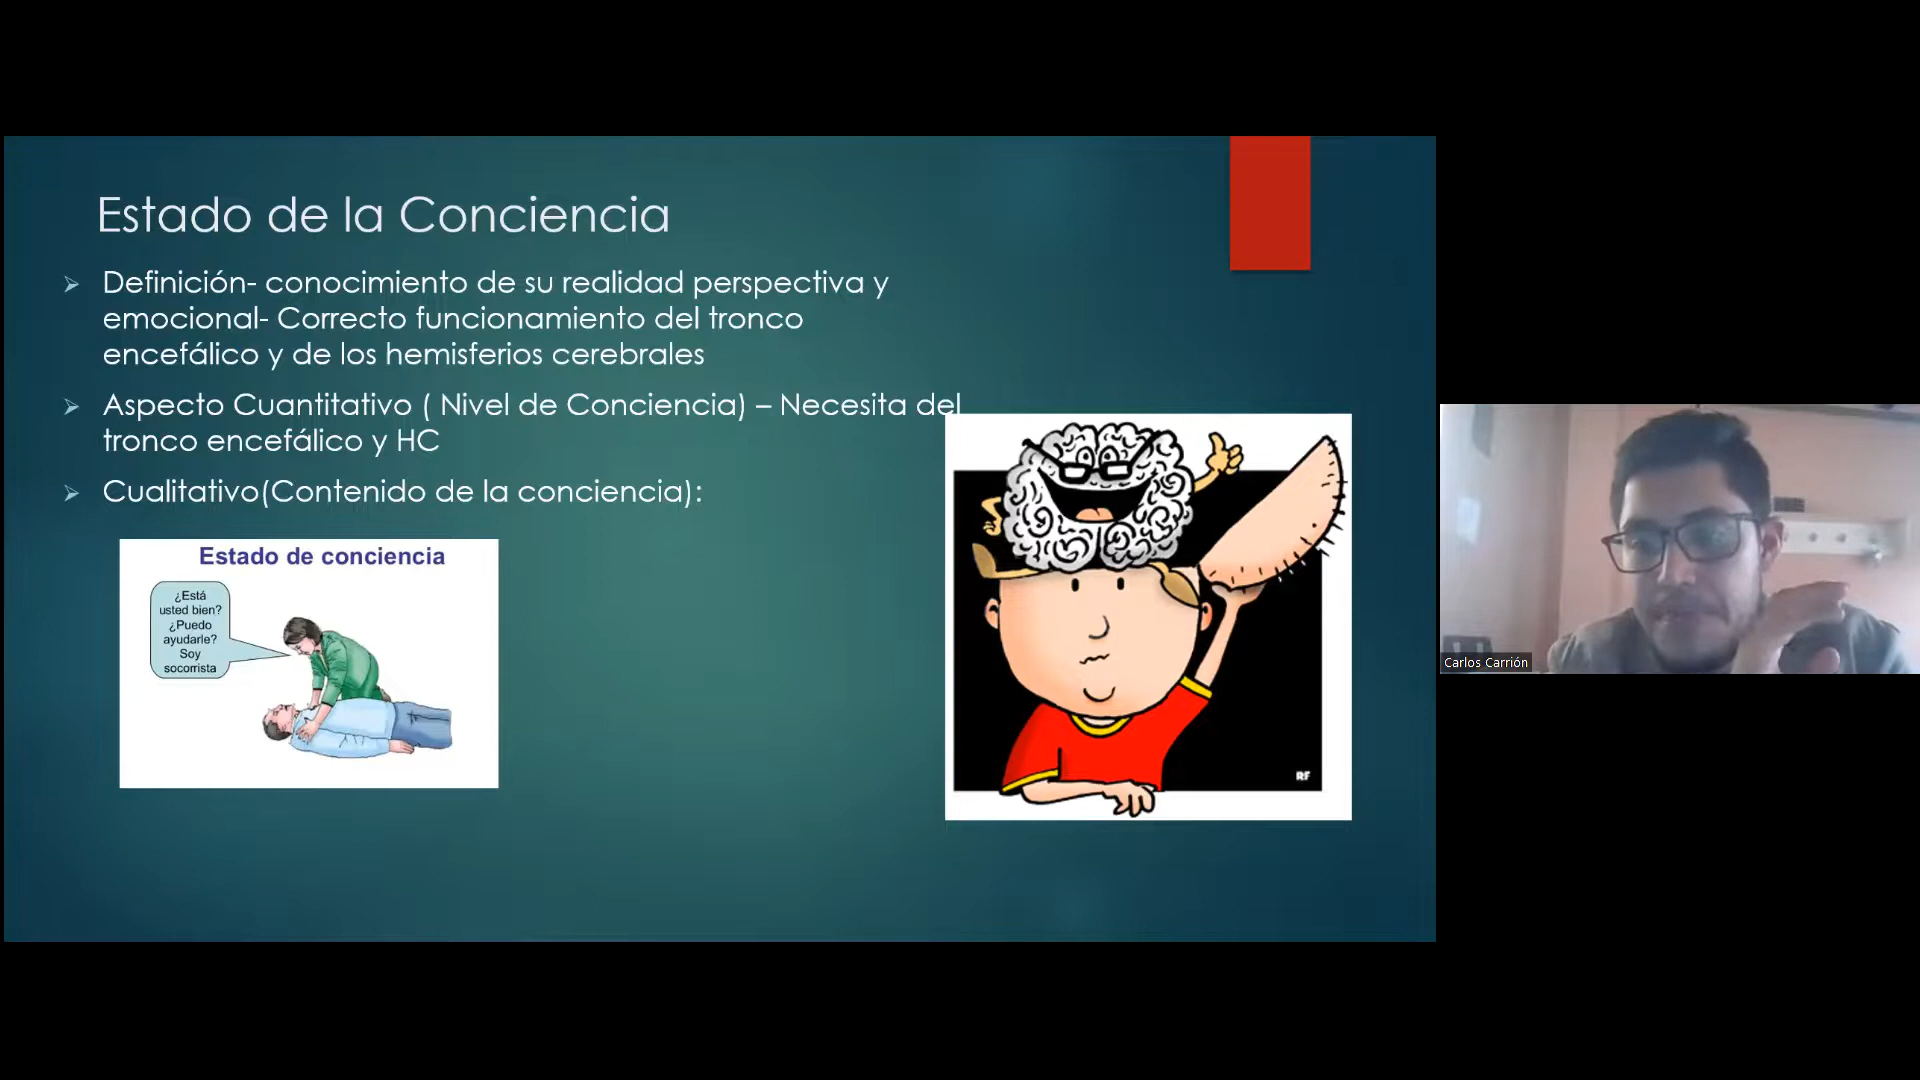 Estado de la Conciencia
Definición- conocimiento de su realidad perspectiva y
emocional- Correcto funcionamiento del tronco
encefálico y de los hemisferios cerebrales
Aspecto Cuantitativo ( Nivel de Conciencia) – Necesita del
tronco encefálico y HC
Cualitativo(Contenido de la conciencia):
Estado de conciencia
¿Está
usted bien?
¿Puedo
ayudarle?
Soy
socorrista
RF
Carlos Carrión